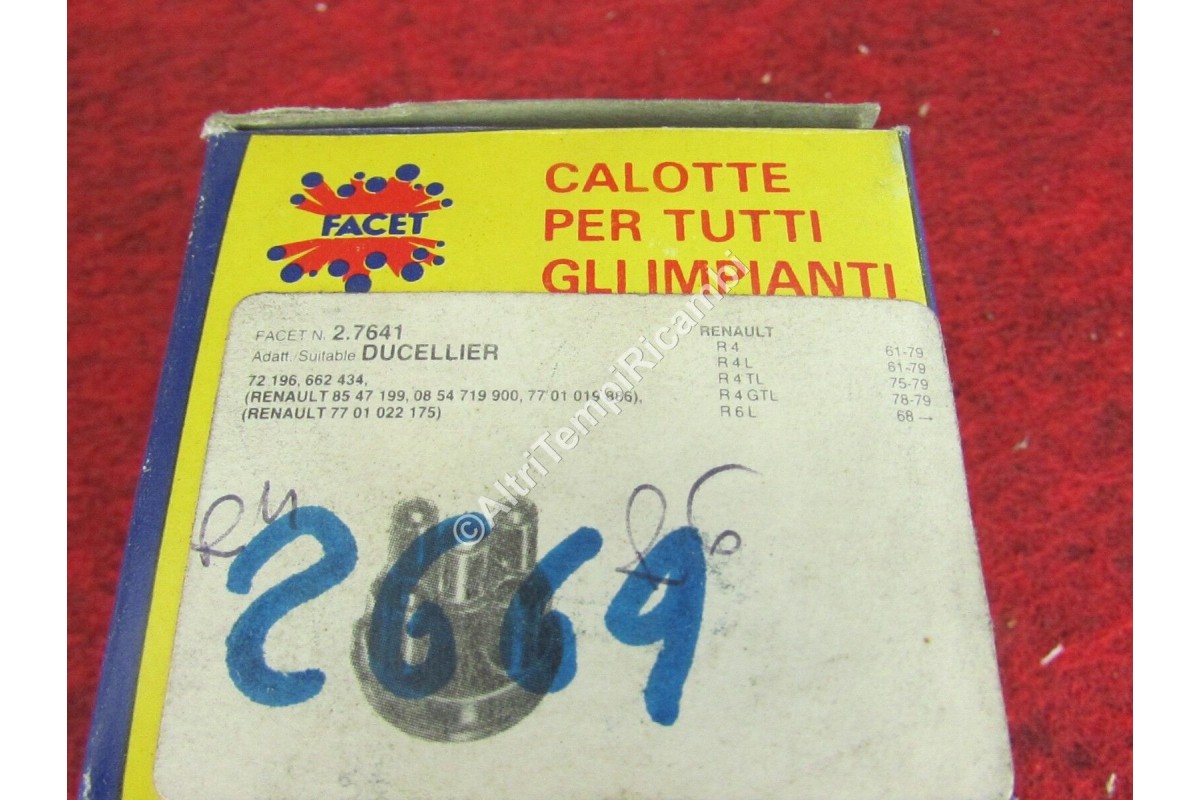 FACET
CALOTTE
PER TUTTI
GLI IMPIANTI
FACET N. 2.7641
Adatt./Suitable DUCELLIER
72 196, 662 434,
(RENAULT 85 47 199, 08 54 719 900, 77 01 019 866),
(RENAULT 77 01 022 175)
RENAULT
R 4 61-79
R 4 L 61-79
R 4 TL 75-79
R 4 GTL 78-79
R 6 L 68 →
R4
R6
2669
©AltriTempiRicambi